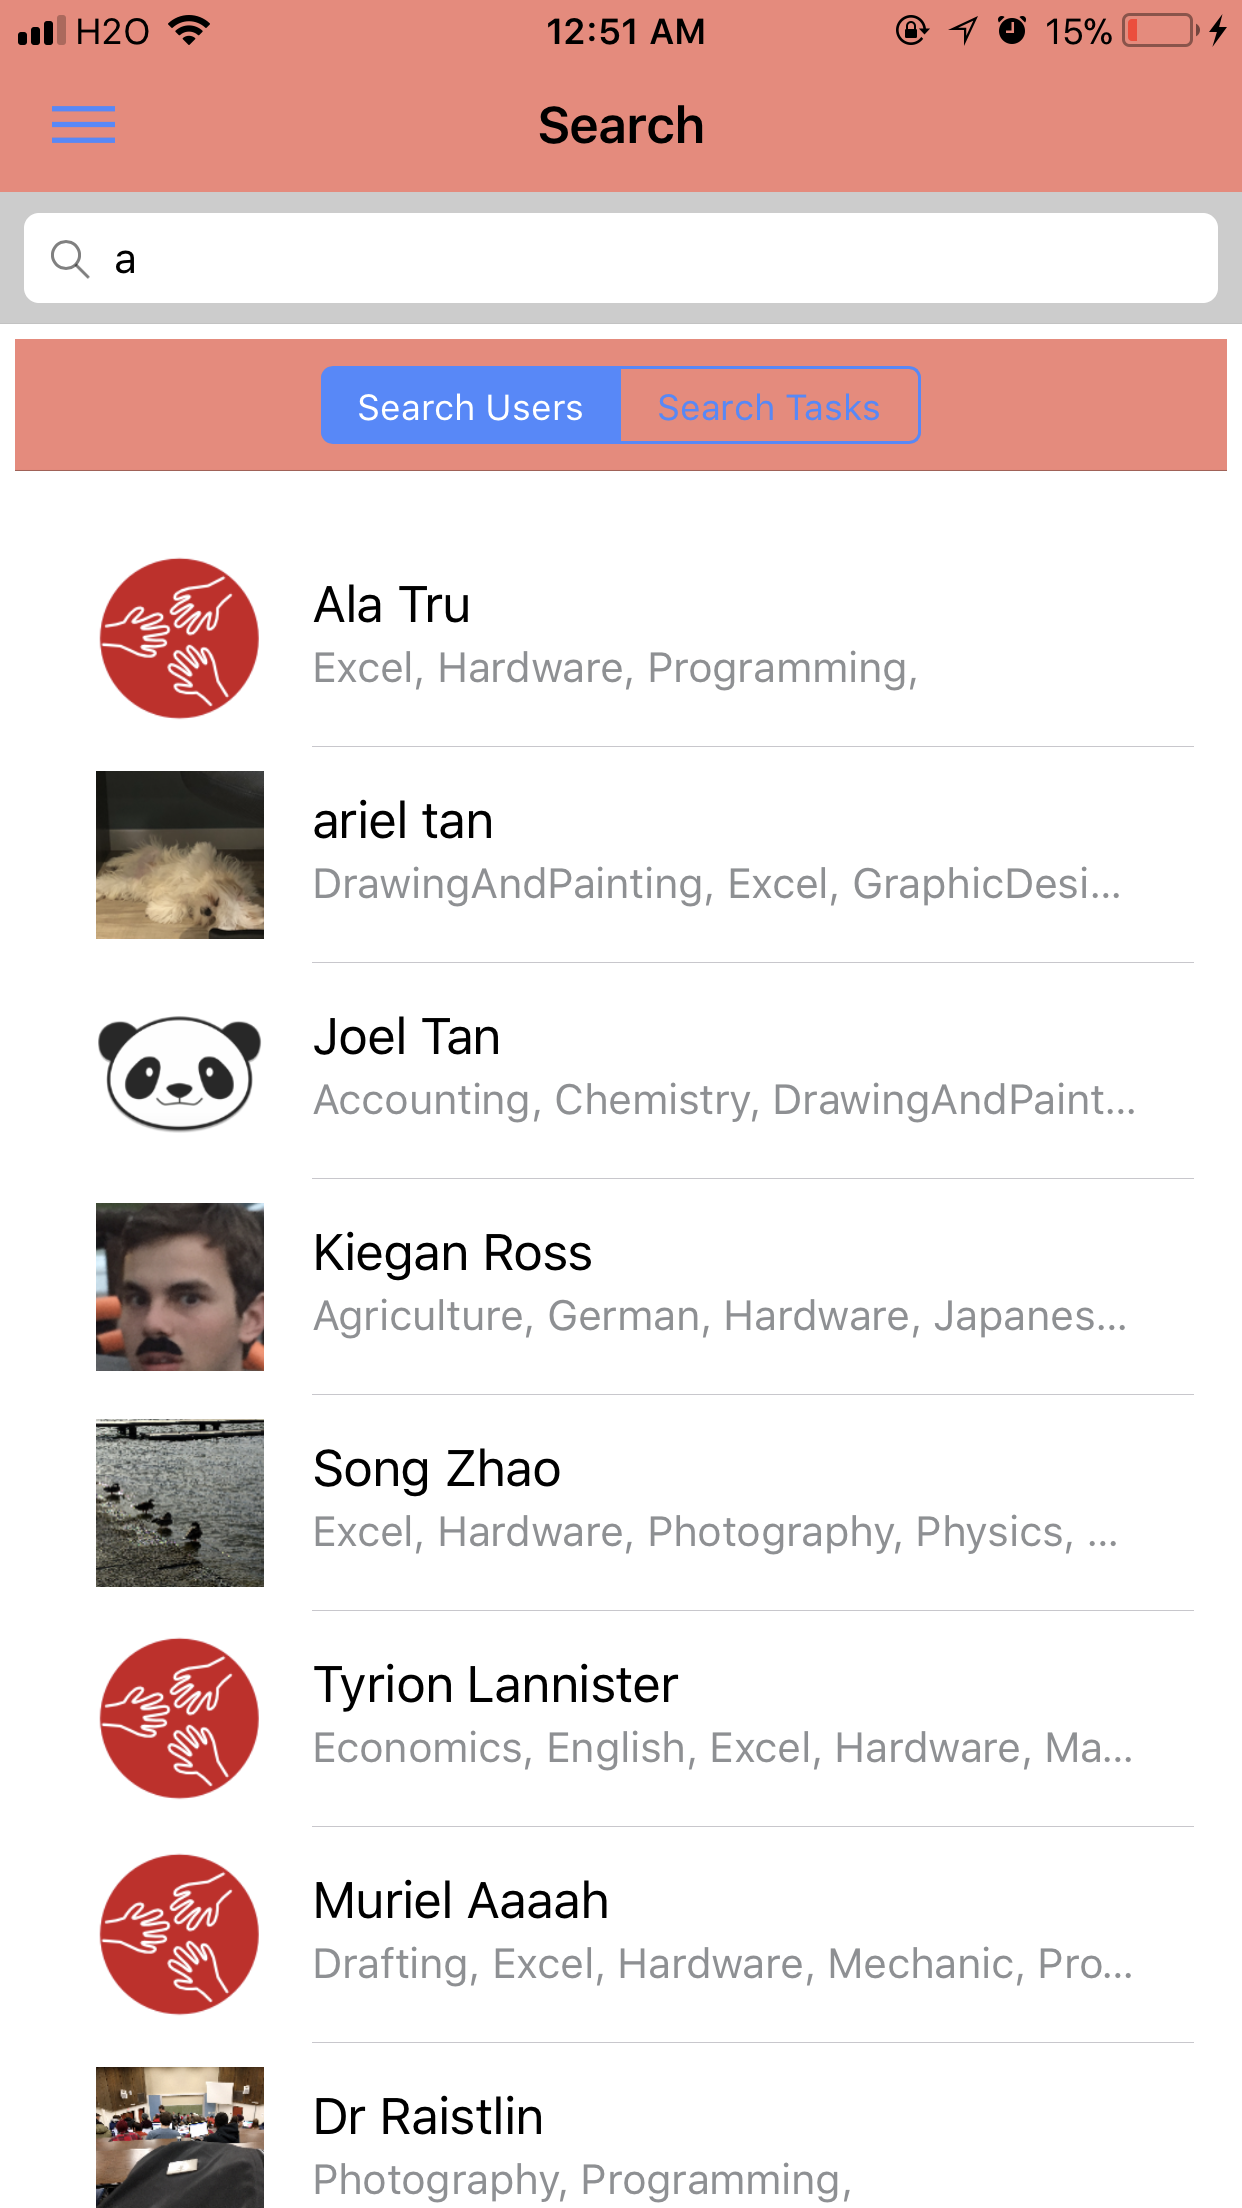 H2O 12:51 AM 15%
Search
a
Search Users Search Tasks
Ala Tru
Excel, Hardware, Programming,
ariel tan
DrawingAndPainting, Excel, GraphicDesi...
Joel Tan
Accounting, Chemistry, DrawingAndPaint...
Kiegan Ross
Agriculture, German, Hardware, Japanes...
Song Zhao
Excel, Hardware, Photography, Physics, ...
Tyrion Lannister
Economics, English, Excel, Hardware, Ma...
Muriel Aaaah
Drafting, Excel, Hardware, Mechanic, Pro...
Dr Raistlin
Photography, Programming,